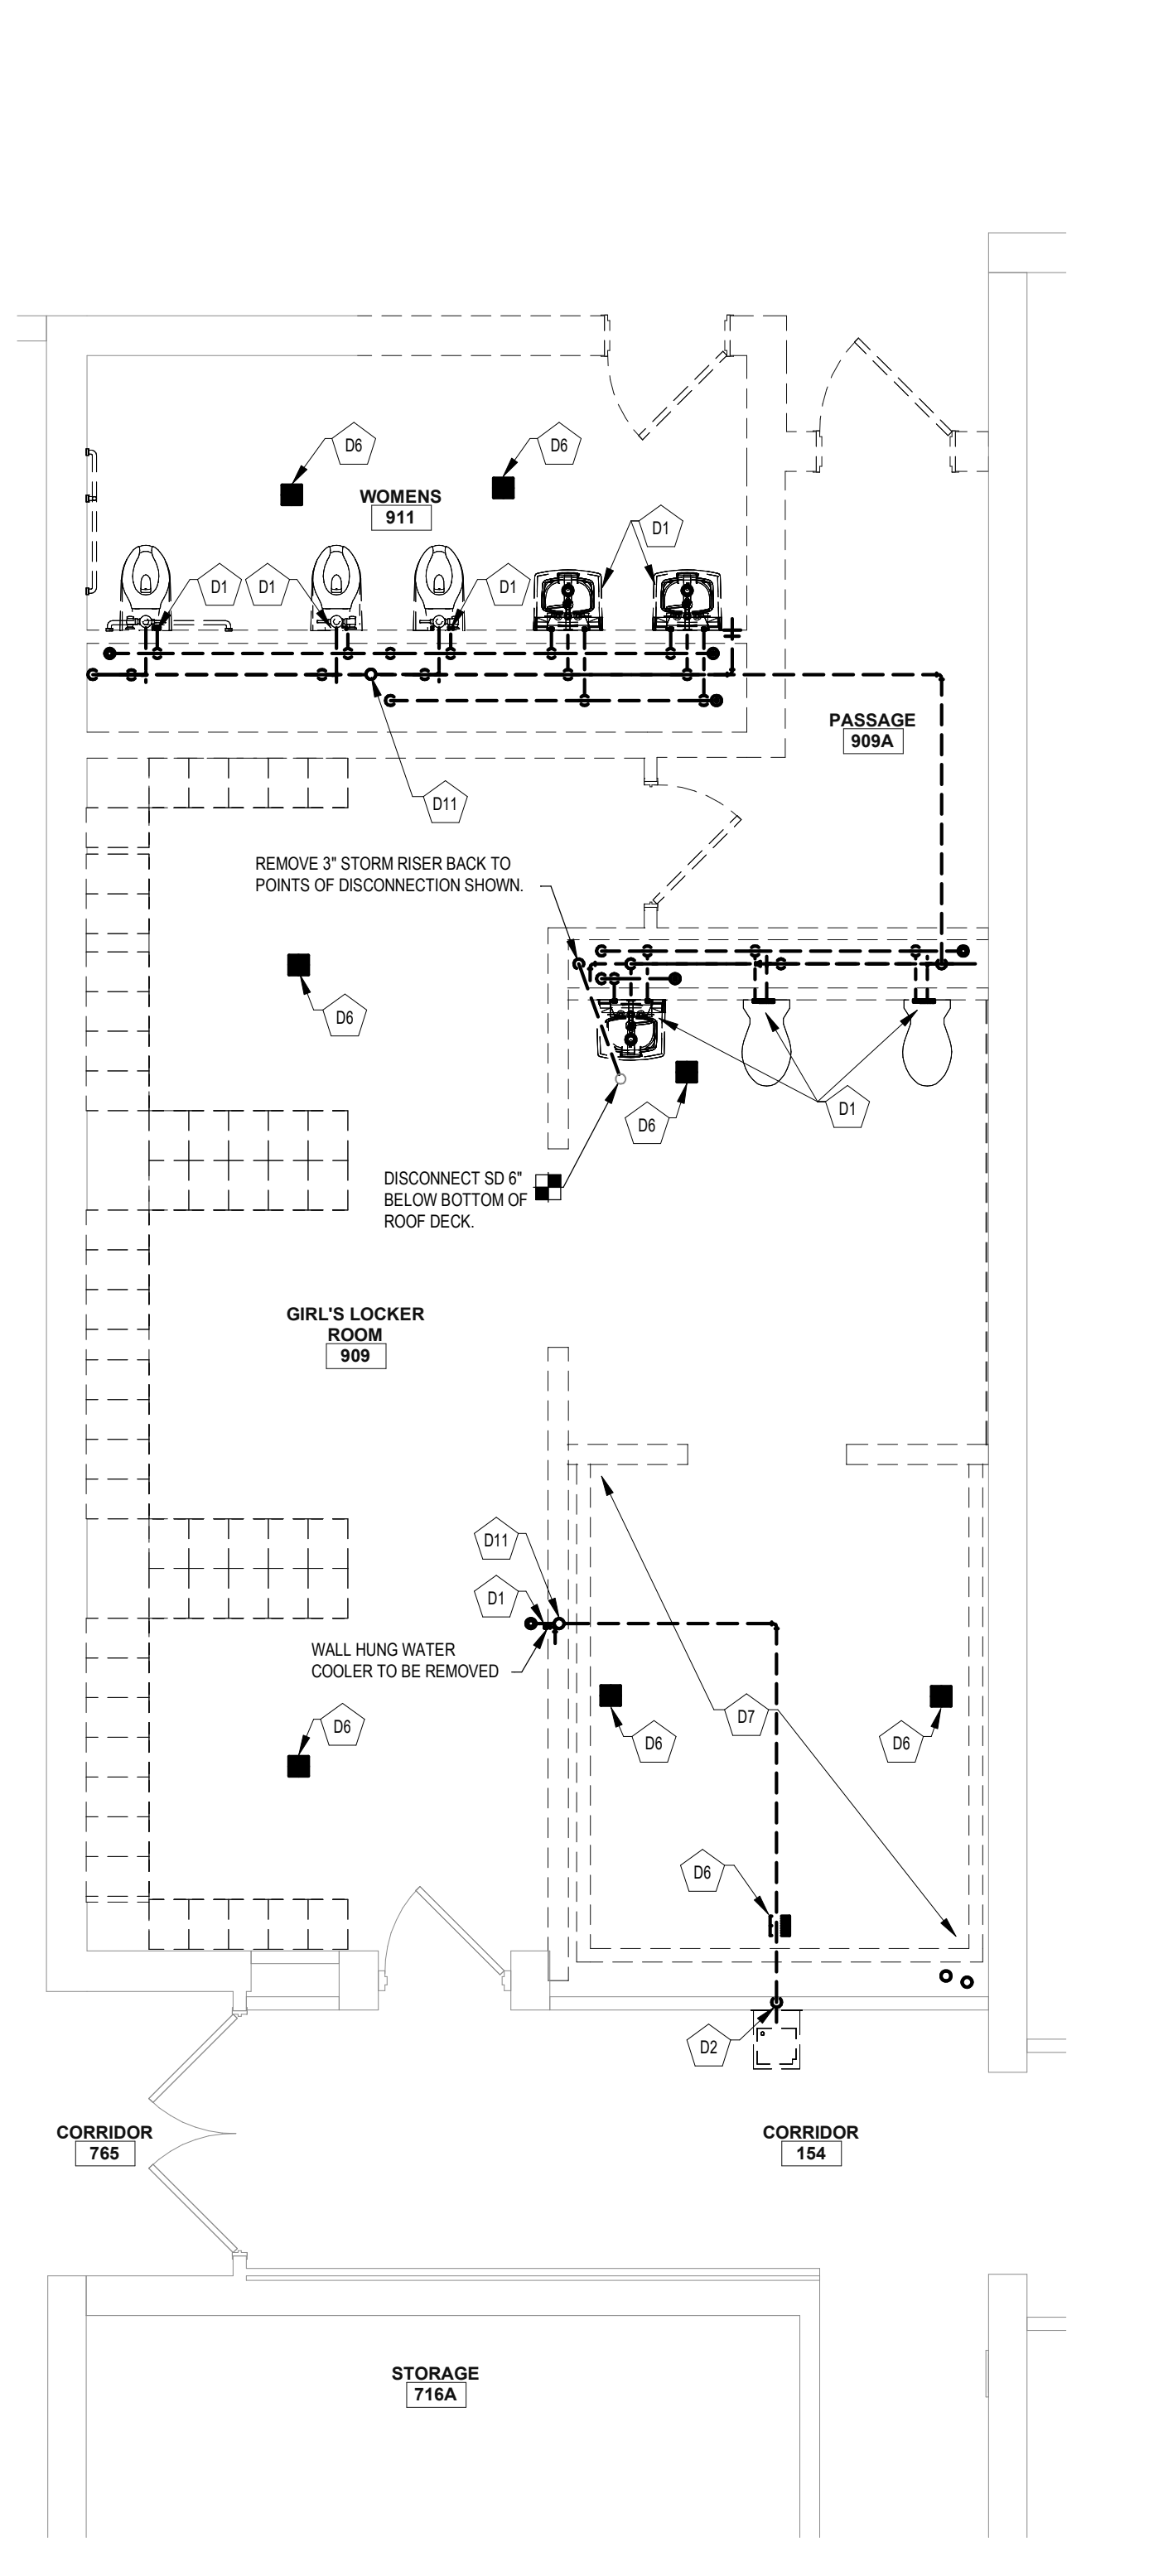 D6
D6
WOMENS
911
D1
D1
D1
D1
PASSAGE
909A
D11
REMOVE 3" STORM RISER BACK TO
POINTS OF DISCONNECTION SHOWN.
D6
D6
D1
DISCONNECT SD 6"
BELOW BOTTOM OF
ROOF DECK.
GIRL'S LOCKER
ROOM
909
D11
D1
WALL HUNG WATER
COOLER TO BE REMOVED
D7
D6
D6
D6
D6
D2
CORRIDOR
765
CORRIDOR
154
STORAGE
716A